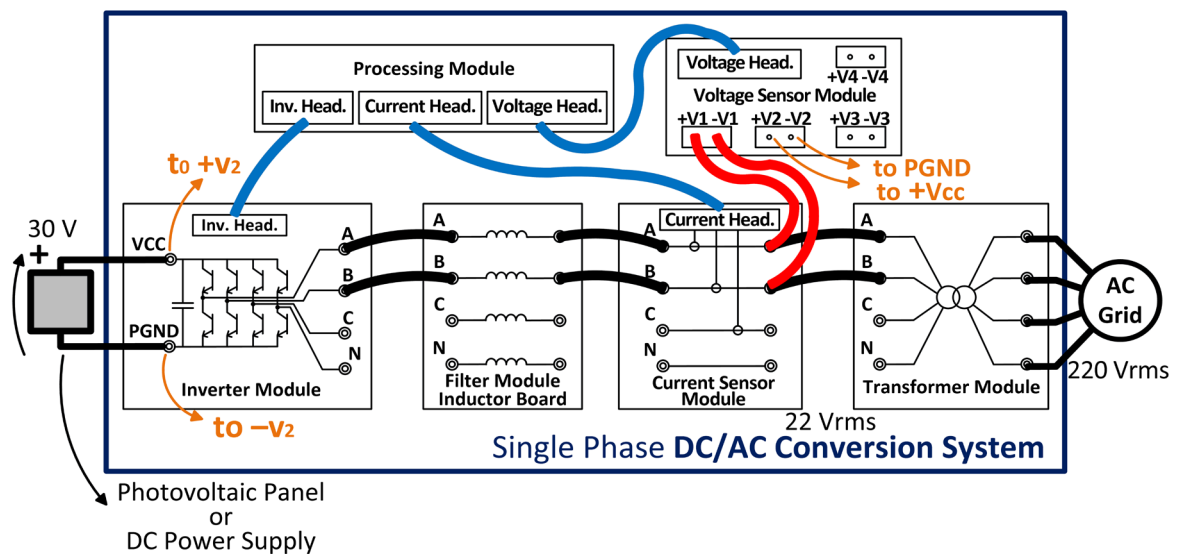 Processing Module
Inv. Head.
Current Head.
Voltage Head.
Voltage Head.
+V4 -V4
Voltage Sensor Module
+V1 -V1
+V2 -V2
+V3 -V3
to PGND
to +Vcc
t0 +v2
30 V
+
VCC
PGND
Inv. Head.
A
B
C
N
Inverter Module
to –v2
A
B
C
N
Filter Module
Inductor Board
Current Head.
A
B
C
N
Current Sensor
Module
22 Vrms
A
B
C
N
Transformer Module
AC
Grid
220 Vrms
Single Phase DC/AC Conversion System
Photovoltaic Panel
or
DC Power Supply